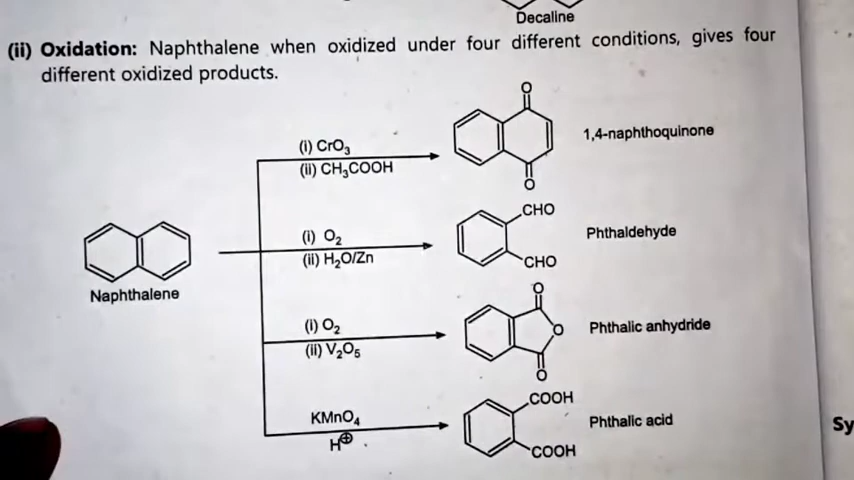 Decaline
(ii) Oxidation: Naphthalene when oxidized under four different conditions, gives four
different oxidized products.
O
(i) CrO3
(ii) CH3COOH
1,4-naphthoquinone
O
CHO
(i) O2
(ii) H2O/Zn
Phthaldehyde
CHO
Naphthalene
O
(i) O2
(ii) V2O5
O
Phthalic anhydride
O
COOH
KMnO4
H⊕
Phthalic acid
COOH
Sy